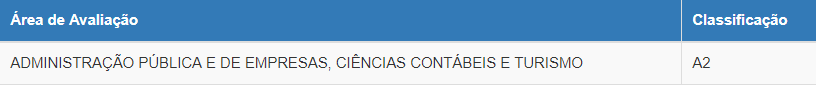 Área de Avaliação Classificação
ADMINISTRAÇÃO PÚBLICA E DE EMPRESAS, CIÊNCIAS CONTÁBEIS E TURISMO A2